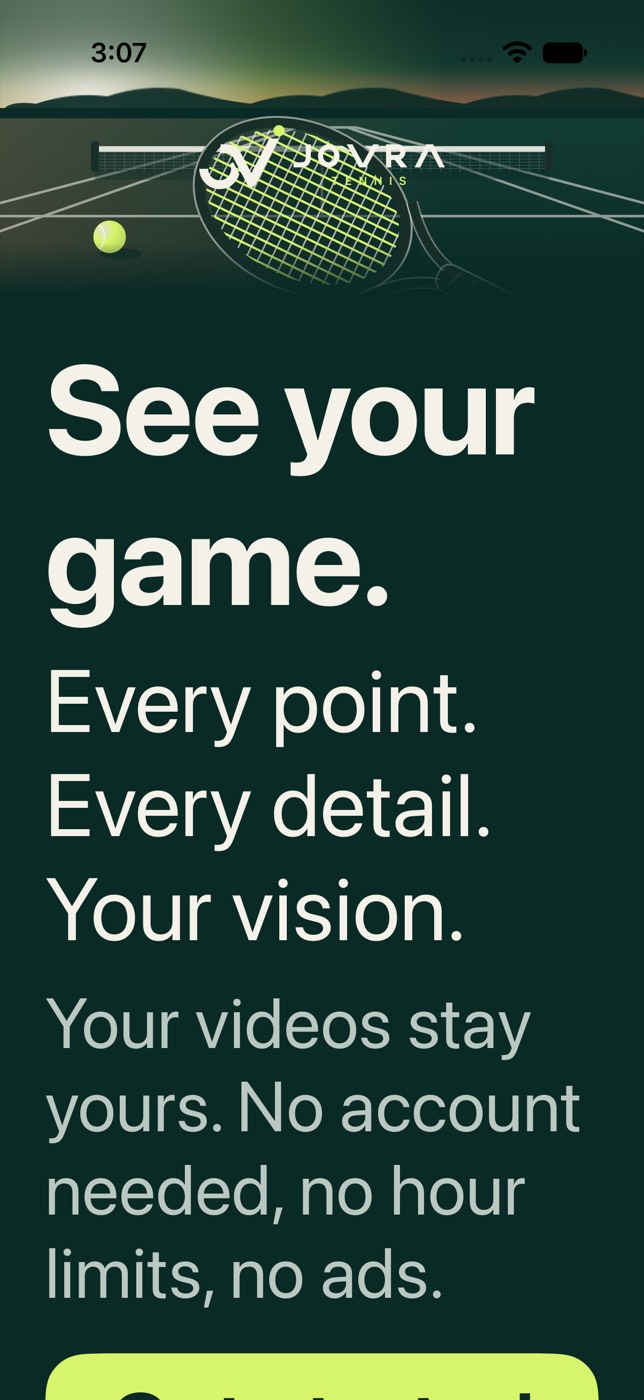 3:07
JV JOVRA
TENNIS
See your
game.
Every point.
Every detail.
Your vision.
Your videos stay
yours. No account
needed, no hour
limits, no ads.